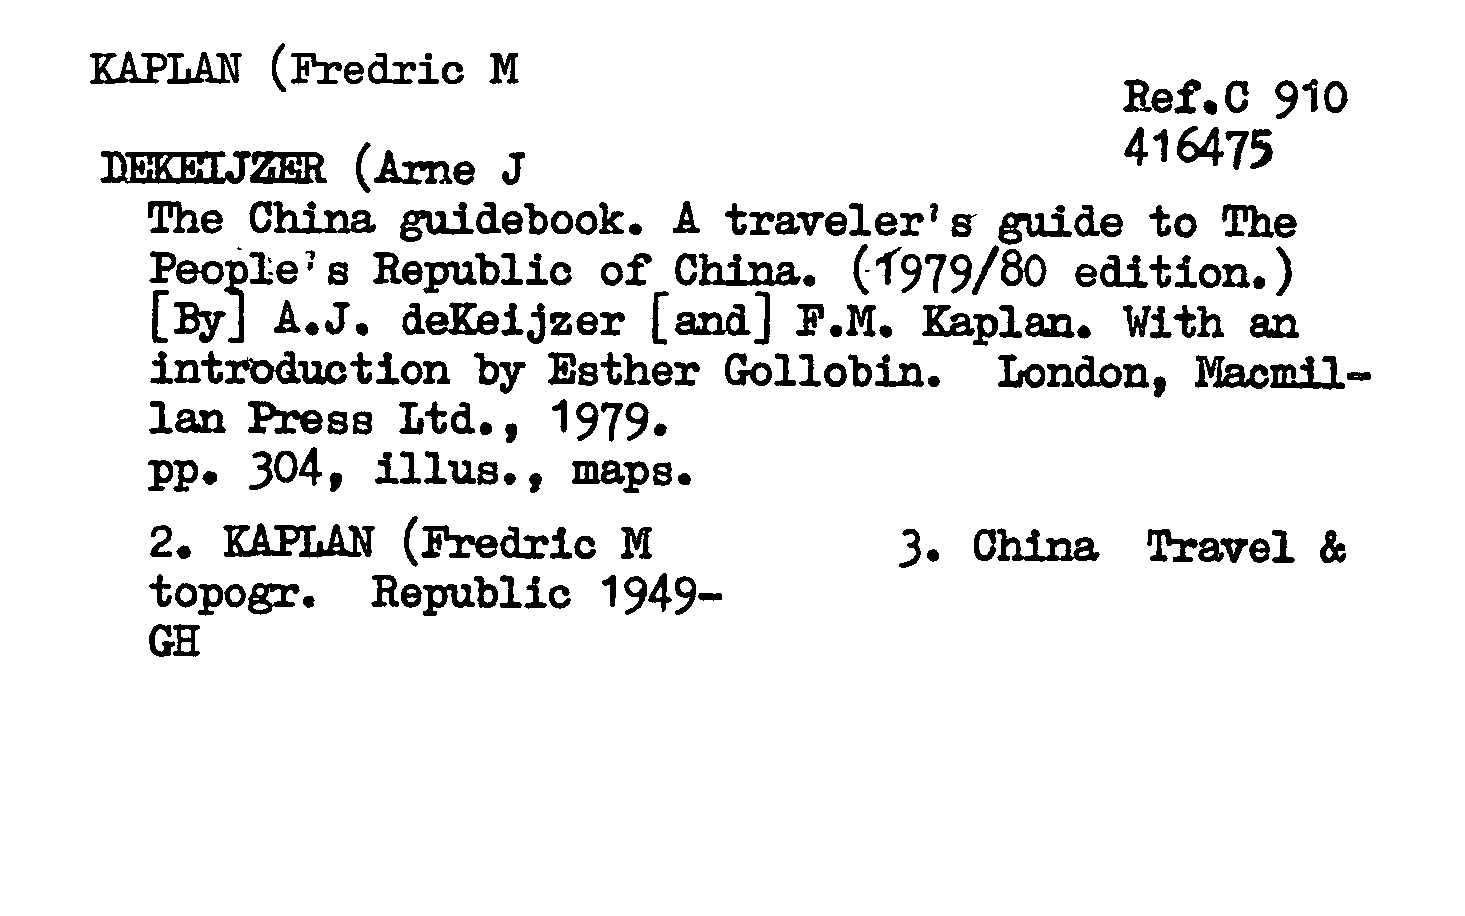 KAPLAN (Fredric M
Ref.C 910
416475
DEKEIJZER (Arne J
The China guidebook. A traveler's guide to The
People's Republic of China. (1979/80 edition.)
[By] A.J. deKeijzer [and] F.M. Kaplan. With an
introduction by Esther Gollobin. London, Macmil-
lan Press Ltd., 1979.
pp. 304, illus., maps.
2. KAPLAN (Fredric M 3. China Travel &
topogr. Republic 1949-
GH